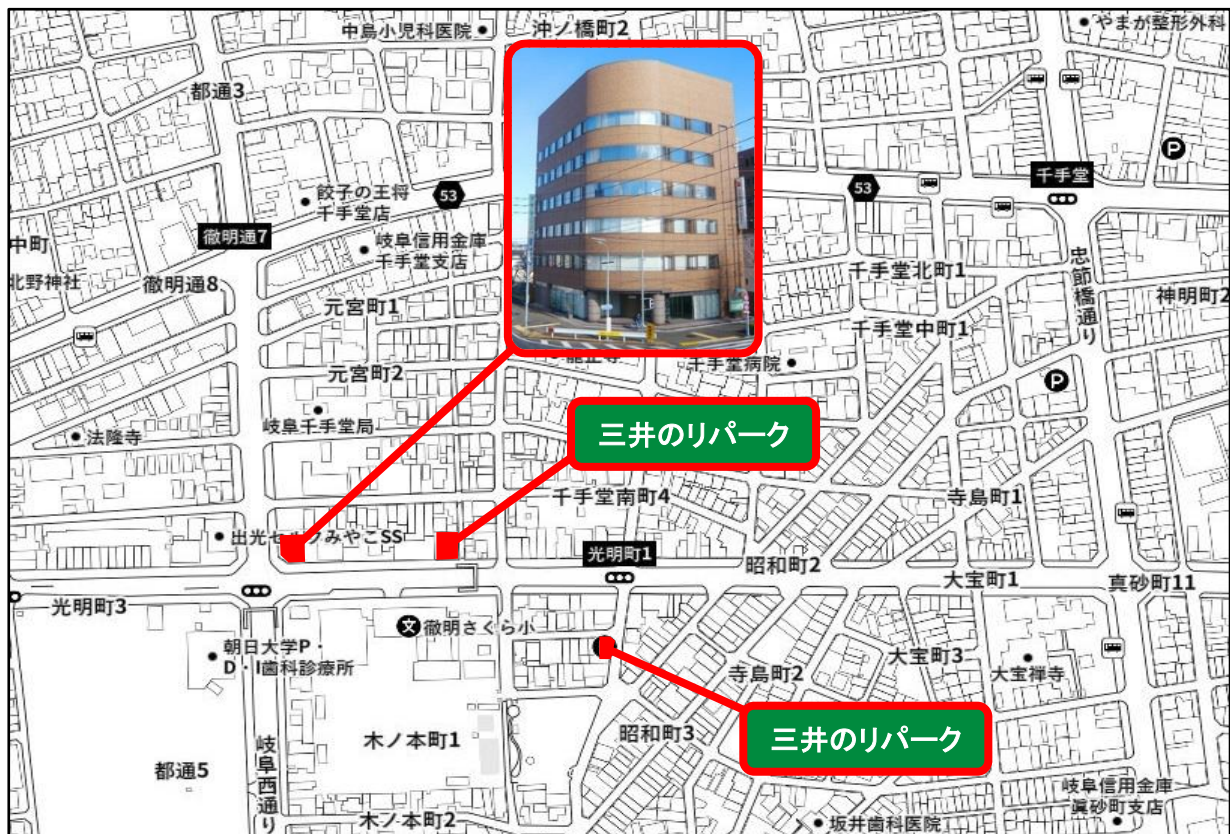 中島小児科医院
沖ノ橋町2
やまが整形外科
都通3
餃子の王将
千手堂店
53
53
千手堂
P
中町
徹明通7
岐阜信用金庫
千手堂支店
北野神社
徹明通8
千手堂北町1
忠節橋通り
神明町2
元宮町1
千手堂中町1
元宮町2
千手堂病院
P
法隆寺
岐阜千手堂局
三井のリパーク
千手堂南町4
寺島町1
出光セルフみやこSS
光明町1
昭和町2
大宝町1
真砂町11
光明町3
文
徹明さくら小
朝日大学P・
D・I歯科診療所
寺島町2
大宝町3
大宝禅寺
木ノ本町1
昭和町3
三井のリパーク
都通5
岐阜西通り
岐阜信用金庫
眞砂町支店
木ノ本町2
坂井歯科医院